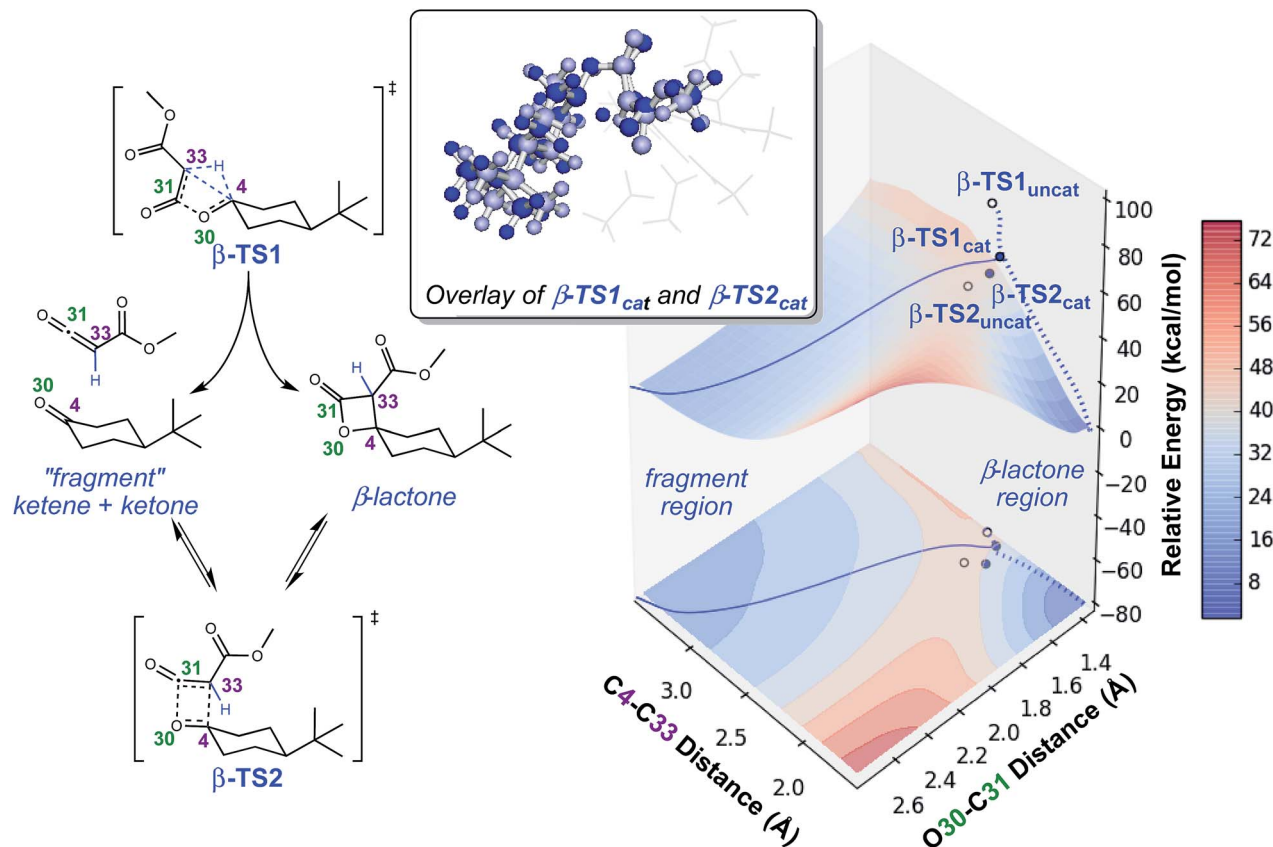 ‡
O
O
33
H
31
4
O
O
30
β-TS1
31
O
O
33
O
H
30
O
4
"fragment"
ketene + ketone
O
H
O
O
31
33
O
30
4
β-lactone
‡
O
O
31
O
33
H
O
30
4
β-TS2
Overlay of β-TS1cat and β-TS2cat
β-TS1uncat
β-TS1cat
β-TS2cat
β-TS2uncat
fragment
region
β-lactone
region
100
80
60
40
20
0
−20
−40
−60
−80
Relative Energy (kcal/mol)
72
64
56
48
40
32
24
16
8
3.0
2.5
2.0
C4-C33 Distance (Å)
1.4
1.6
1.8
2.0
2.2
2.4
2.6
O30-C31 Distance (Å)